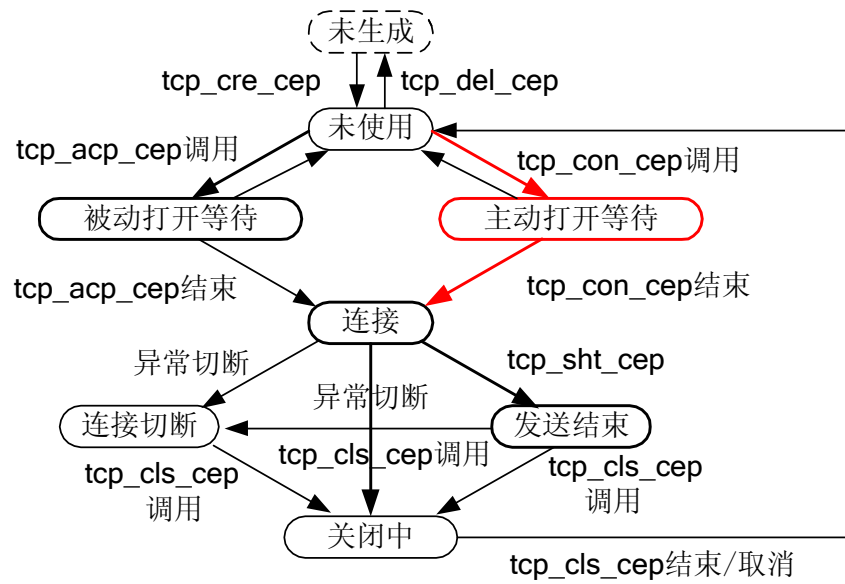 未生成
tcp_cre_cep
tcp_del_cep
未使用
tcp_acp_cep调用
tcp_con_cep调用
被动打开等待
主动打开等待
tcp_acp_cep结束
tcp_con_cep结束
连接
异常切断
tcp_sht_cep
异常切断
连接切断
发送结束
tcp_cls_cep
调用
tcp_cls_cep调用
tcp_cls_cep
调用
关闭中
tcp_cls_cep结束/取消